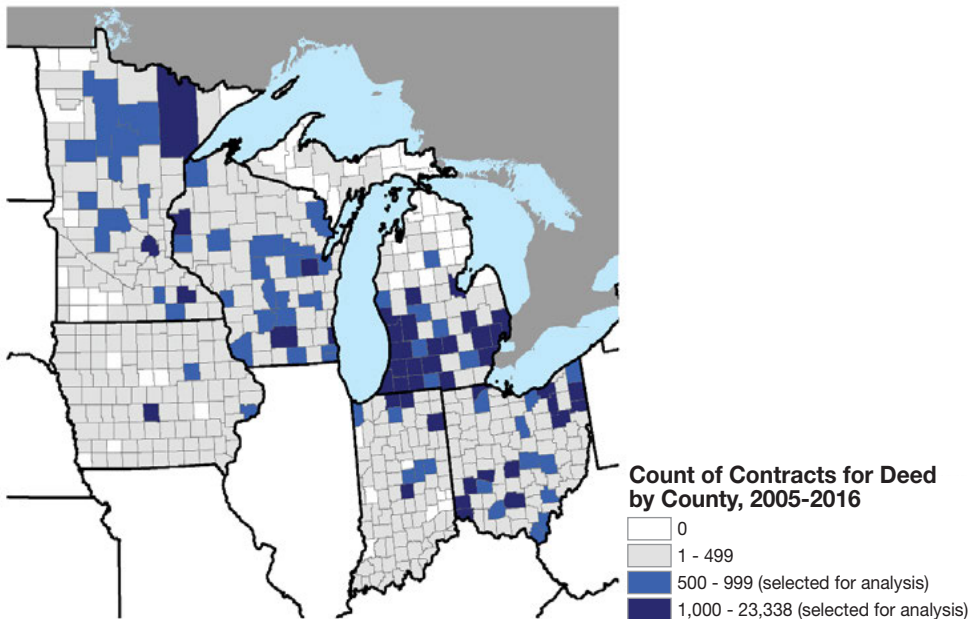 Count of Contracts for Deed
by County, 2005-2016
0
1 - 499
500 - 999 (selected for analysis)
1,000 - 23,338 (selected for analysis)